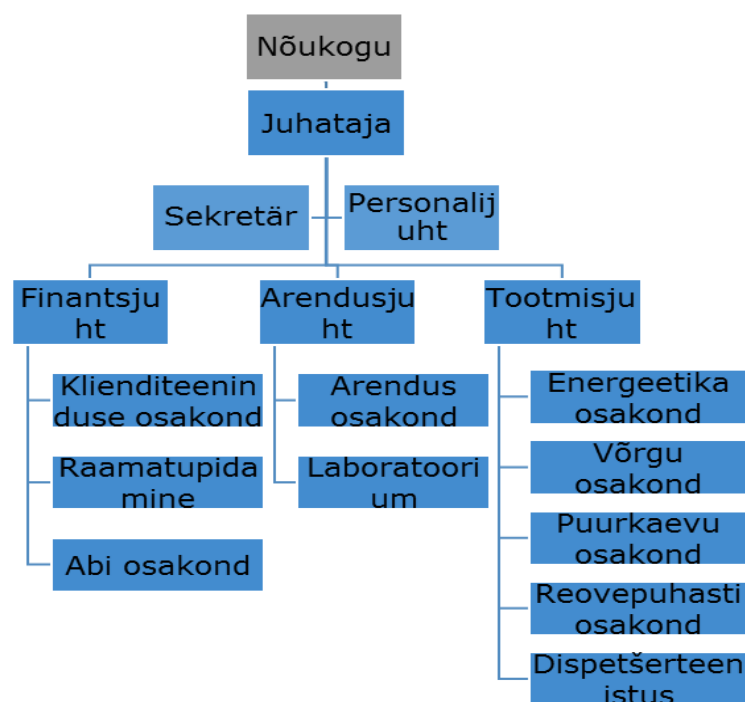 Nõukogu
Juhataja
Sekretär
Personalij
uht
Finantsju
ht
Klienditeenin
duse osakond
Raamatupida
mine
Abi osakond
Arendusju
ht
Arendus
osakond
Laboratoori
um
Tootmisju
ht
Energeetika
osakond
Võrgu
osakond
Puurkaevu
osakond
Reovepuhasti
osakond
Dispetšerteen
istus